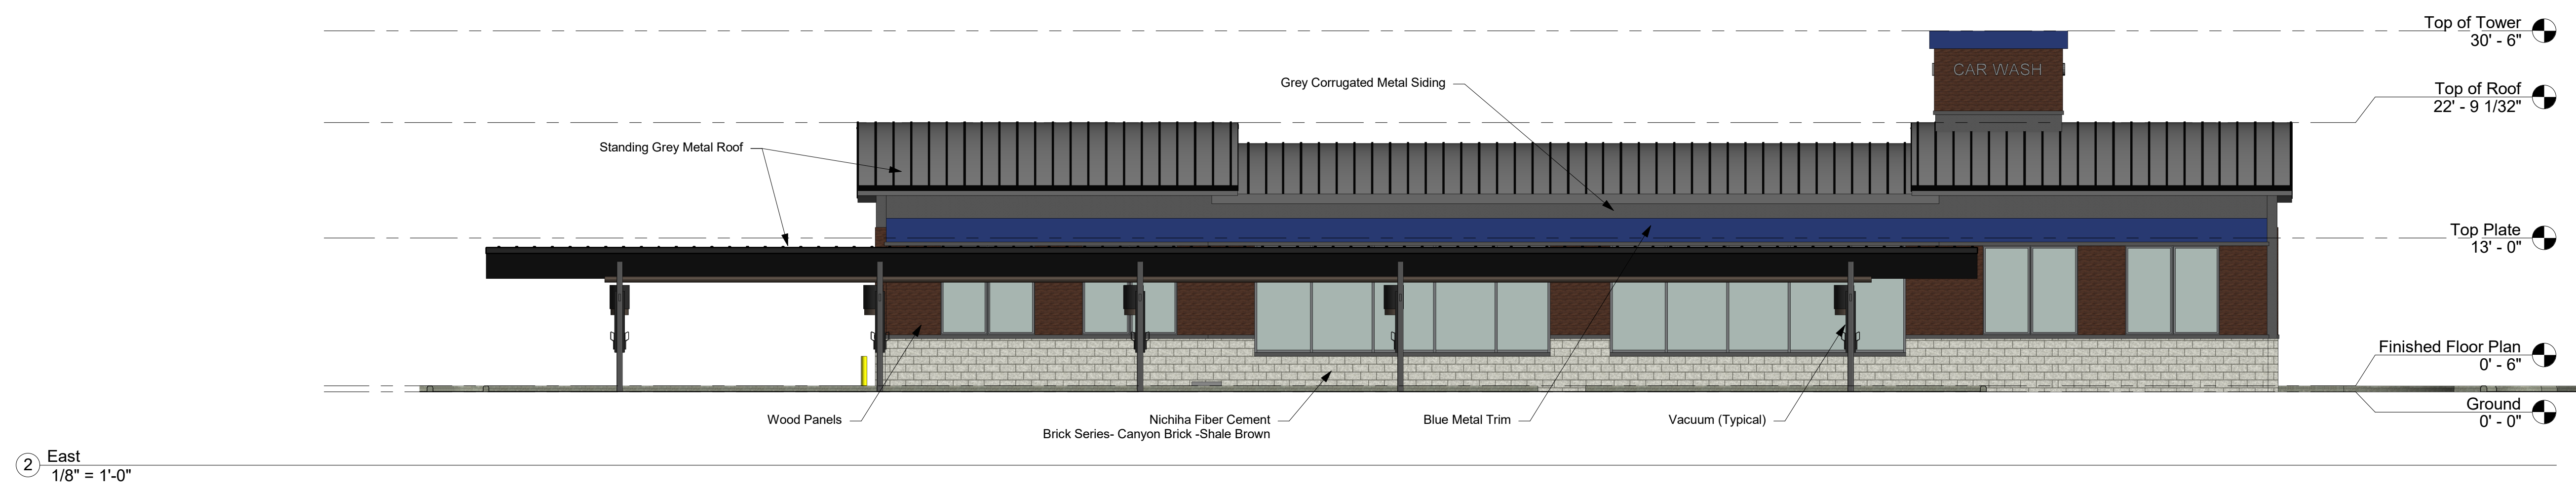 Top of Tower
30' - 6"
CAR WASH
Grey Corrugated Metal Siding
Top of Roof
22' - 9 1/32"
Standing Grey Metal Roof
Top Plate
13' - 0"
Finished Floor Plan
0' - 6"
Ground
0' - 0"
Wood Panels
Nichiha Fiber Cement
Brick Series- Canyon Brick -Shale Brown
Blue Metal Trim
Vacuum (Typical)
2
East
1/8" = 1'-0"